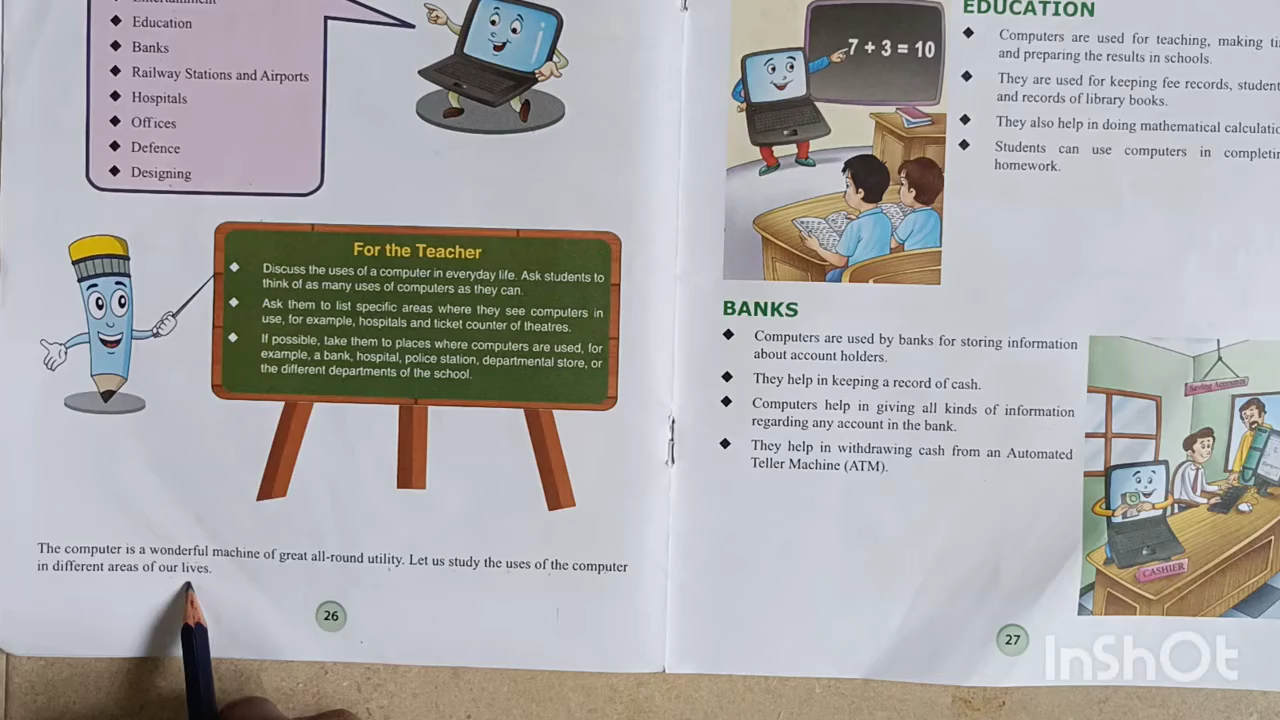 Education
Banks
Railway Stations and Airports
Hospitals
Offices
Defence
Designing
For the Teacher
Discuss the uses of a computer in everyday life. Ask students to
think of as many uses of computers as they can.
Ask them to list specific areas where they see computers in
use, for example, hospitals and ticket counter of theatres.
If possible, take them to places where computers are used, for
example, a bank, hospital, police station, departmental store, or
the different departments of the school.
The computer is a wonderful machine of great all-round utility. Let us study the uses of the computer
in different areas of our lives.
26
7 + 3 = 10
EDUCATION
Computers are used for teaching, making
and preparing the results in schools.
They are used for keeping fee records,
and records of library books.
They also help in doing mathematical
Students can use computers in
homework.
BANKS
Computers are used by banks for storing information
about account holders.
They help in keeping a record of cash.
Computers help in giving all kinds of information
regarding any account in the bank.
They help in withdrawing cash from an Automated
Teller Machine (ATM).
Saving Accounts
CASHIER
27
InShOt